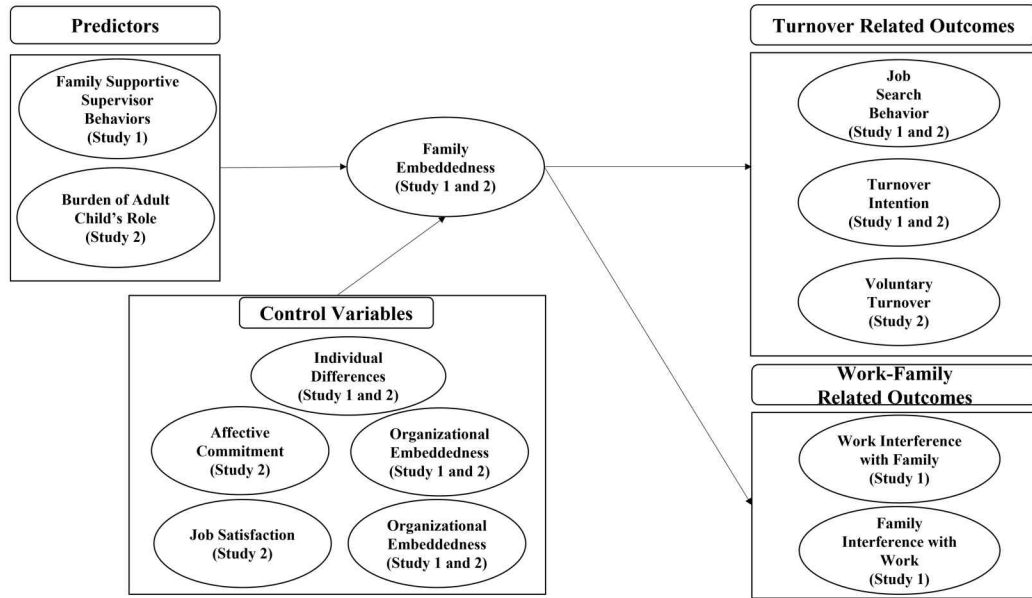 Predictors
Family Supportive
Supervisor
Behaviors
(Study 1)
Burden of Adult
Child's Role
(Study 2)
Family
Embeddedness
(Study 1 and 2)
Control Variables
Individual
Differences
(Study 1 and 2)
Affective
Commitment
(Study 2)
Organizational
Embeddedness
(Study 1 and 2)
Job Satisfaction
(Study 2)
Organizational
Embeddedness
(Study 1 and 2)
Turnover Related Outcomes
Job
Search
Behavior
(Study 1 and 2)
Turnover
Intention
(Study 1 and 2)
Voluntary
Turnover
(Study 2)
Work-Family
Related Outcomes
Work Interference
with Family
(Study 1)
Family
Interference with
Work
(Study 1)